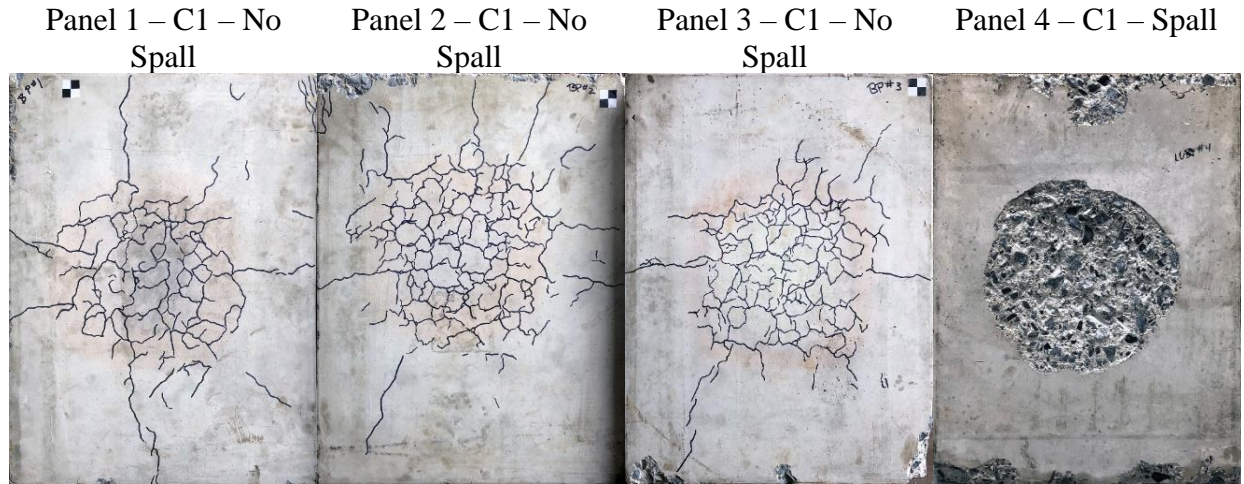 Panel 1 – C1 – No
Spall
Panel 2 – C1 – No
Spall
Panel 3 – C1 – No
Spall
Panel 4 – C1 – Spall
BP#1
BP#2
BP#3